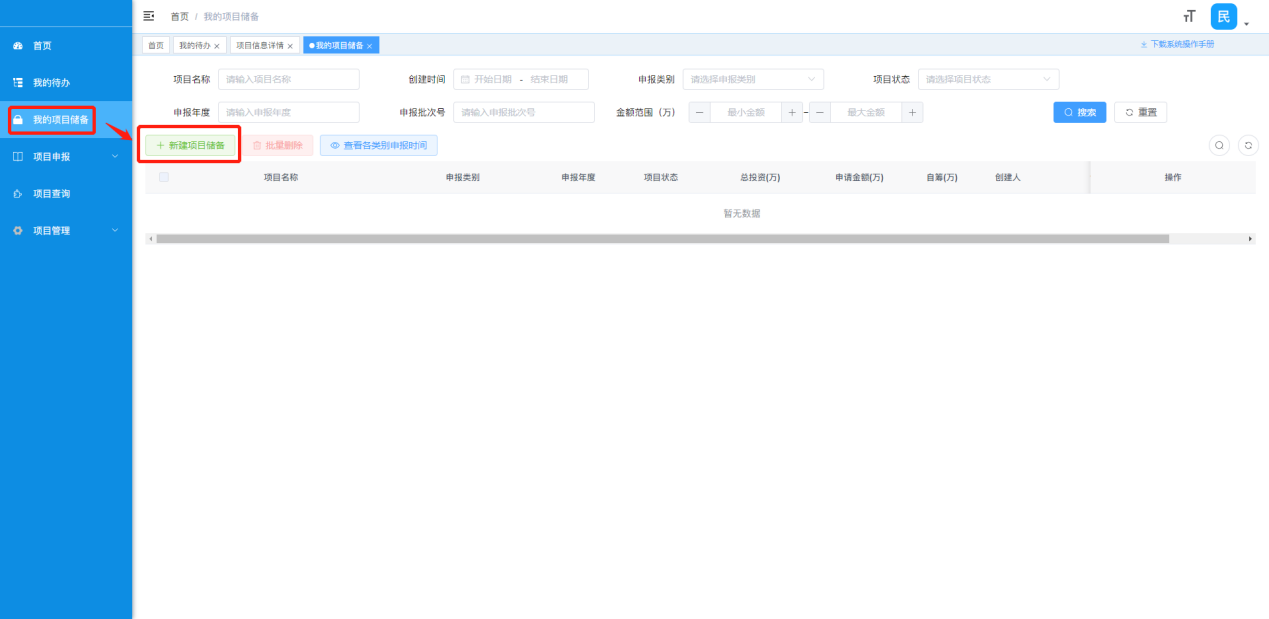 首页 / 我的项目储备
民
首页
我的待办
我的项目储备
项目申报
项目查询
项目管理
首页 我的待办 × 项目信息详情 × 我的项目储备 × 下载系统操作手册
项目名称 请输入项目名称 创建时间 开始日期 - 结束日期 申报类别 请选择申报类别 项目状态 请选择项目状态
申报年度 请输入申报年度 申报批次号 请输入申报批次号 金额范围（万） − 最小金额 + - − 最大金额 + 搜索 重置
+ 新建项目储备 批量删除 查看各类别申报时间
项目名称 申报类别 申报年度 项目状态 总投资(万) 申请金额(万) 自筹(万) 创建人 操作
暂无数据